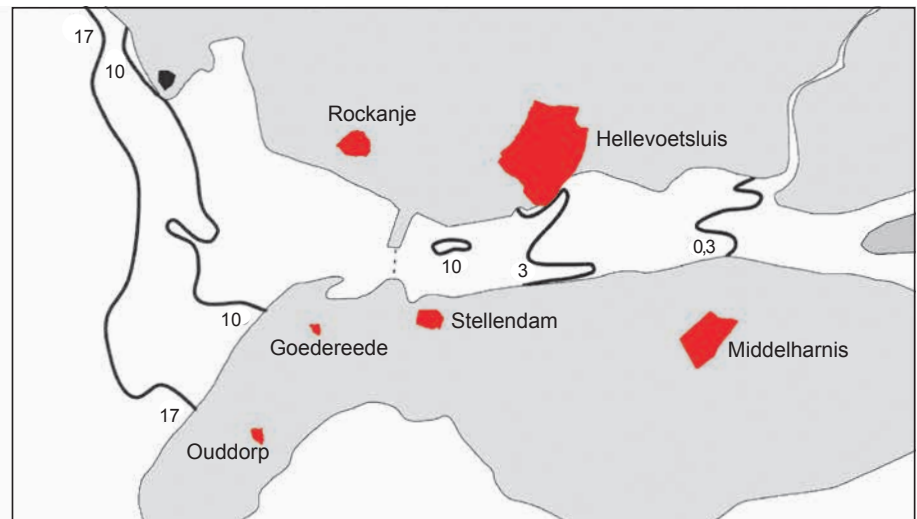 17
10
Rockanje
Hellevoetsluis
10
3
0,3
10
Goedereede
Stellendam
Middelharnis
17
Ouddorp